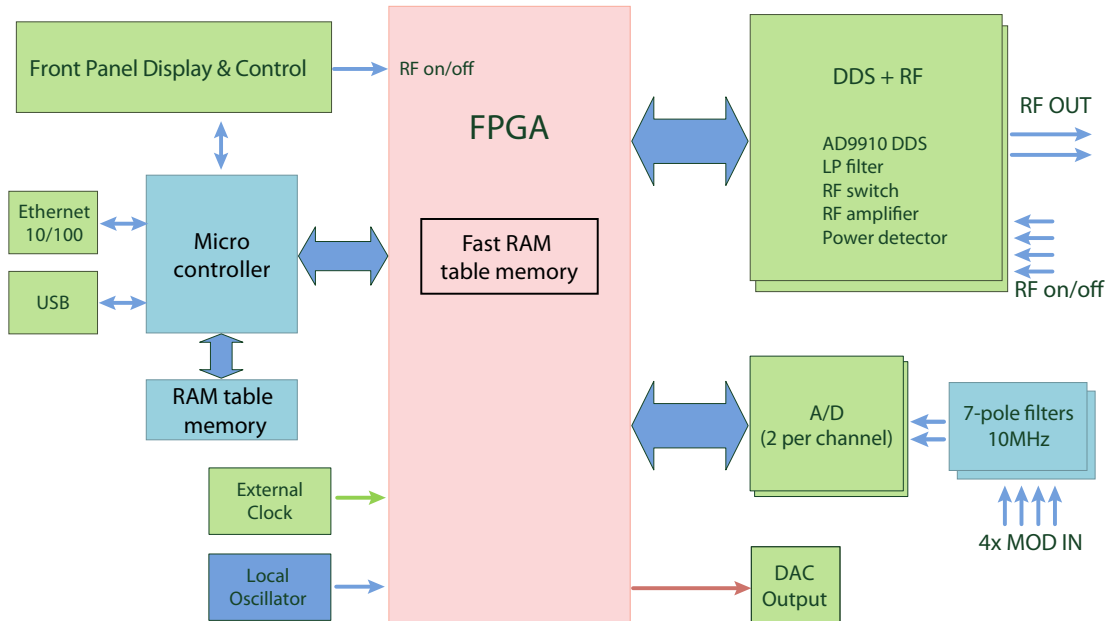 Front Panel Display & Control
RF on/off
FPGA
Fast RAM
table memory
Ethernet
10/100
USB
Micro
controller
RAM table
memory
External
Clock
Local
Oscillator
DDS + RF
AD9910 DDS
LP filter
RF switch
RF amplifier
Power detector
RF OUT
RF on/off
A/D
(2 per channel)
7-pole filters
10MHz
4x MOD IN
DAC
Output